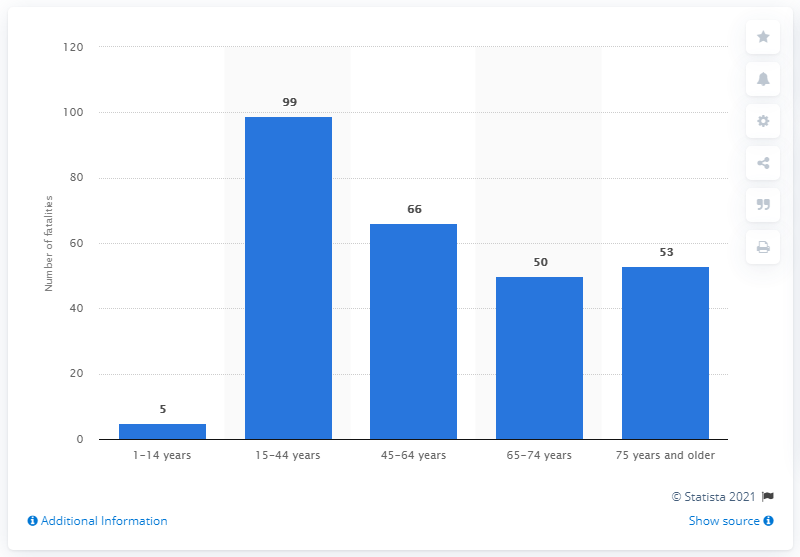 120
100
80
60
40
20
0
Number of fatalities
5
99
66
50
53
1–14 years
15–44 years
45–64 years
65–74 years
75 years and older
© Statista 2021
Additional Information
Show source